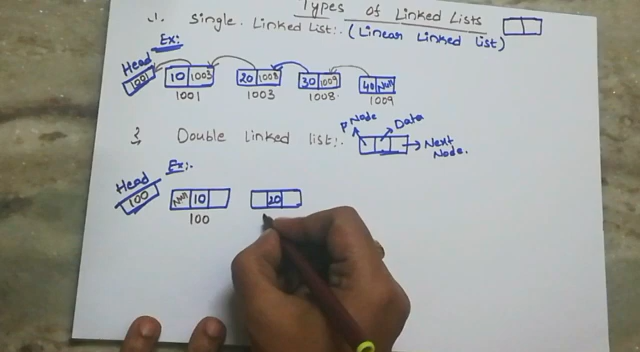 Types of Linked Lists
1. Single. Linked List:. (Linear Linked List)
Ex:
Head
1001 10 1003 20 1008 30 1009 40 Null
1001 1003 1008 1009
2 Double linked list:. P Node Data Next Node.
Ex:.
Head
100 Null 10 20
100